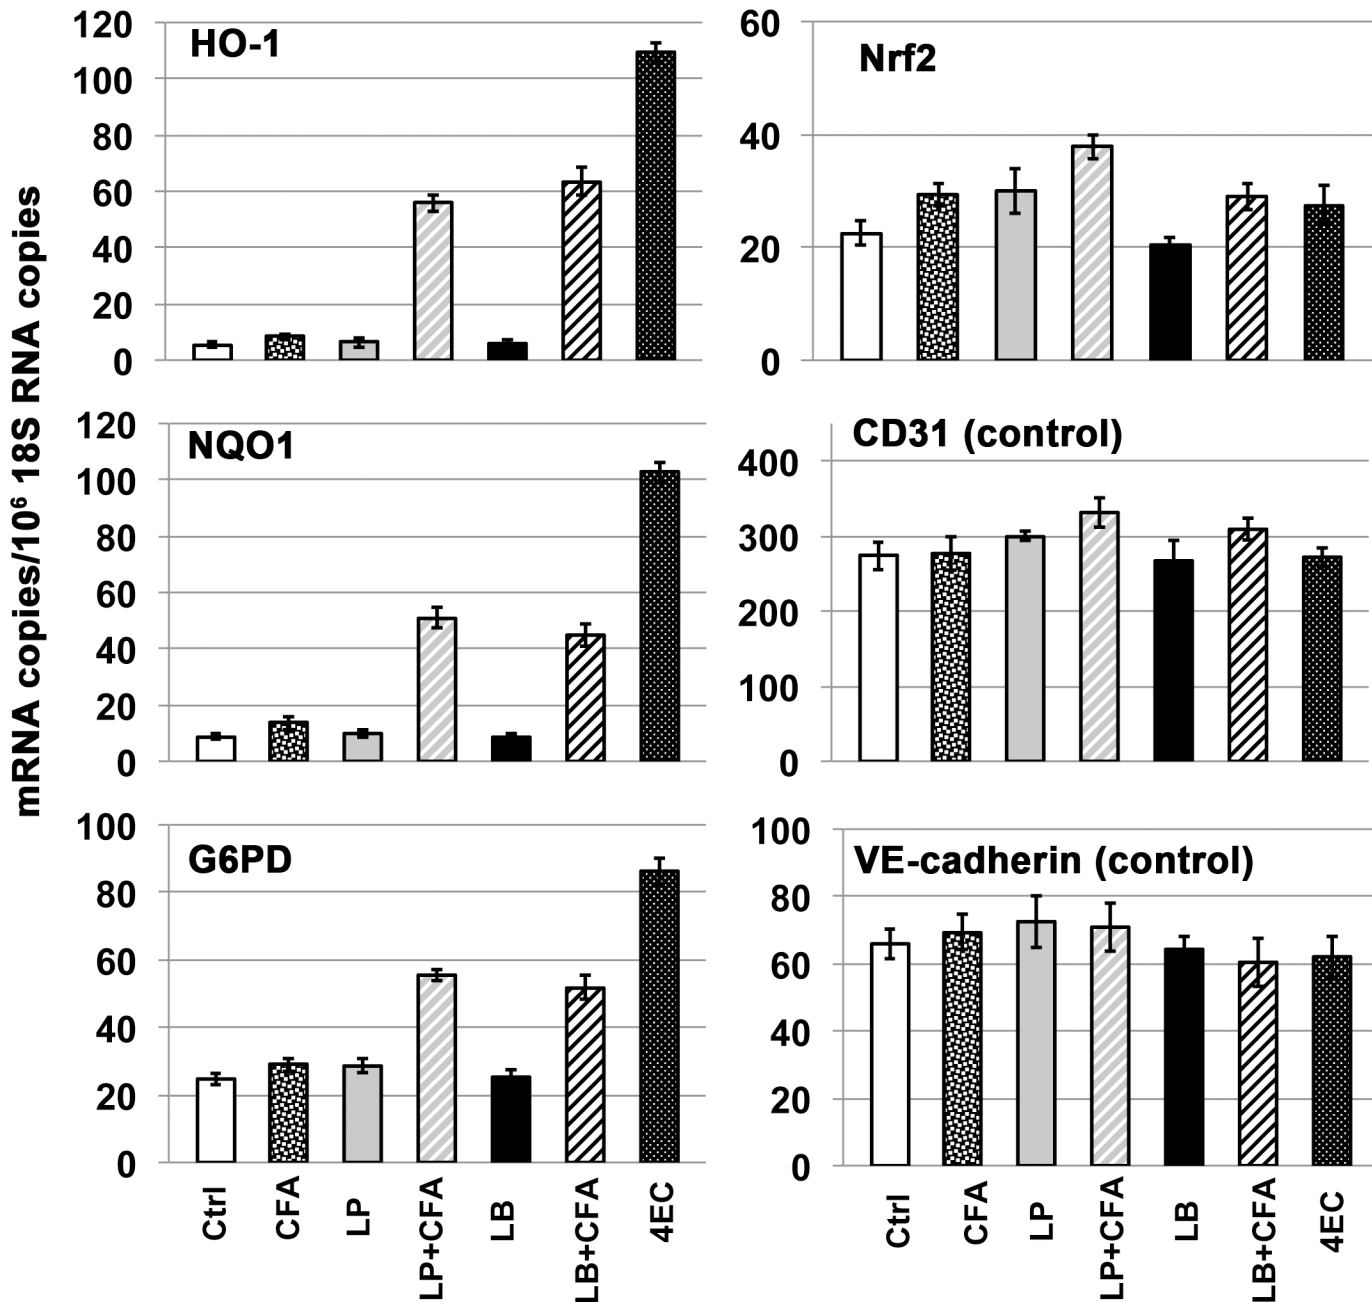 mRNA copies/10⁶ 18S RNA copies
HO-1
120
100
80
60
40
20
0
Nrf2
60
40
20
0
NQO1
120
100
80
60
40
20
0
CD31 (control)
400
300
200
100
0
G6PD
100
80
60
40
20
0
VE-cadherin (control)
100
80
60
40
20
0
Ctrl
CFA
LP
LP+CFA
LB
LB+CFA
4EC
Ctrl
CFA
LP
LP+CFA
LB
LB+CFA
4EC